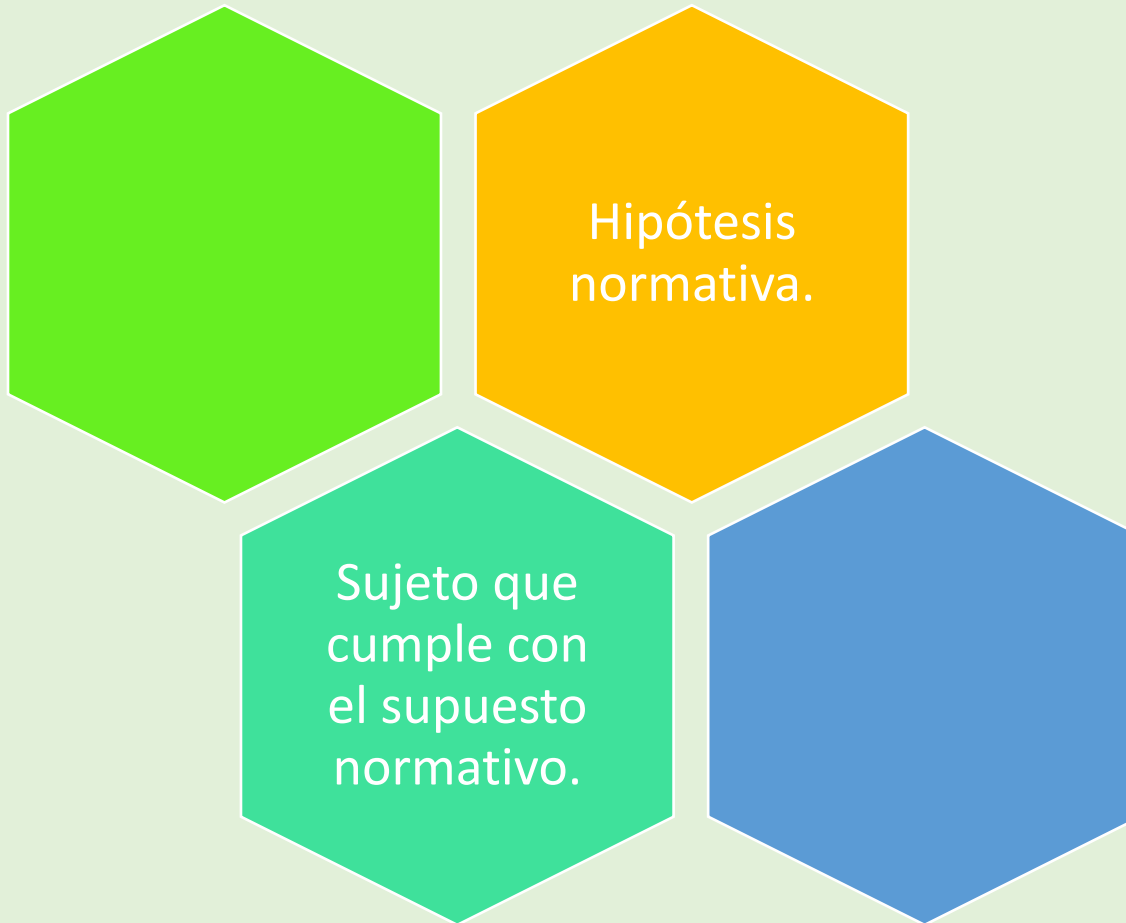 Hipótesis
normativa.
Sujeto que
cumple con
el supuesto
normativo.